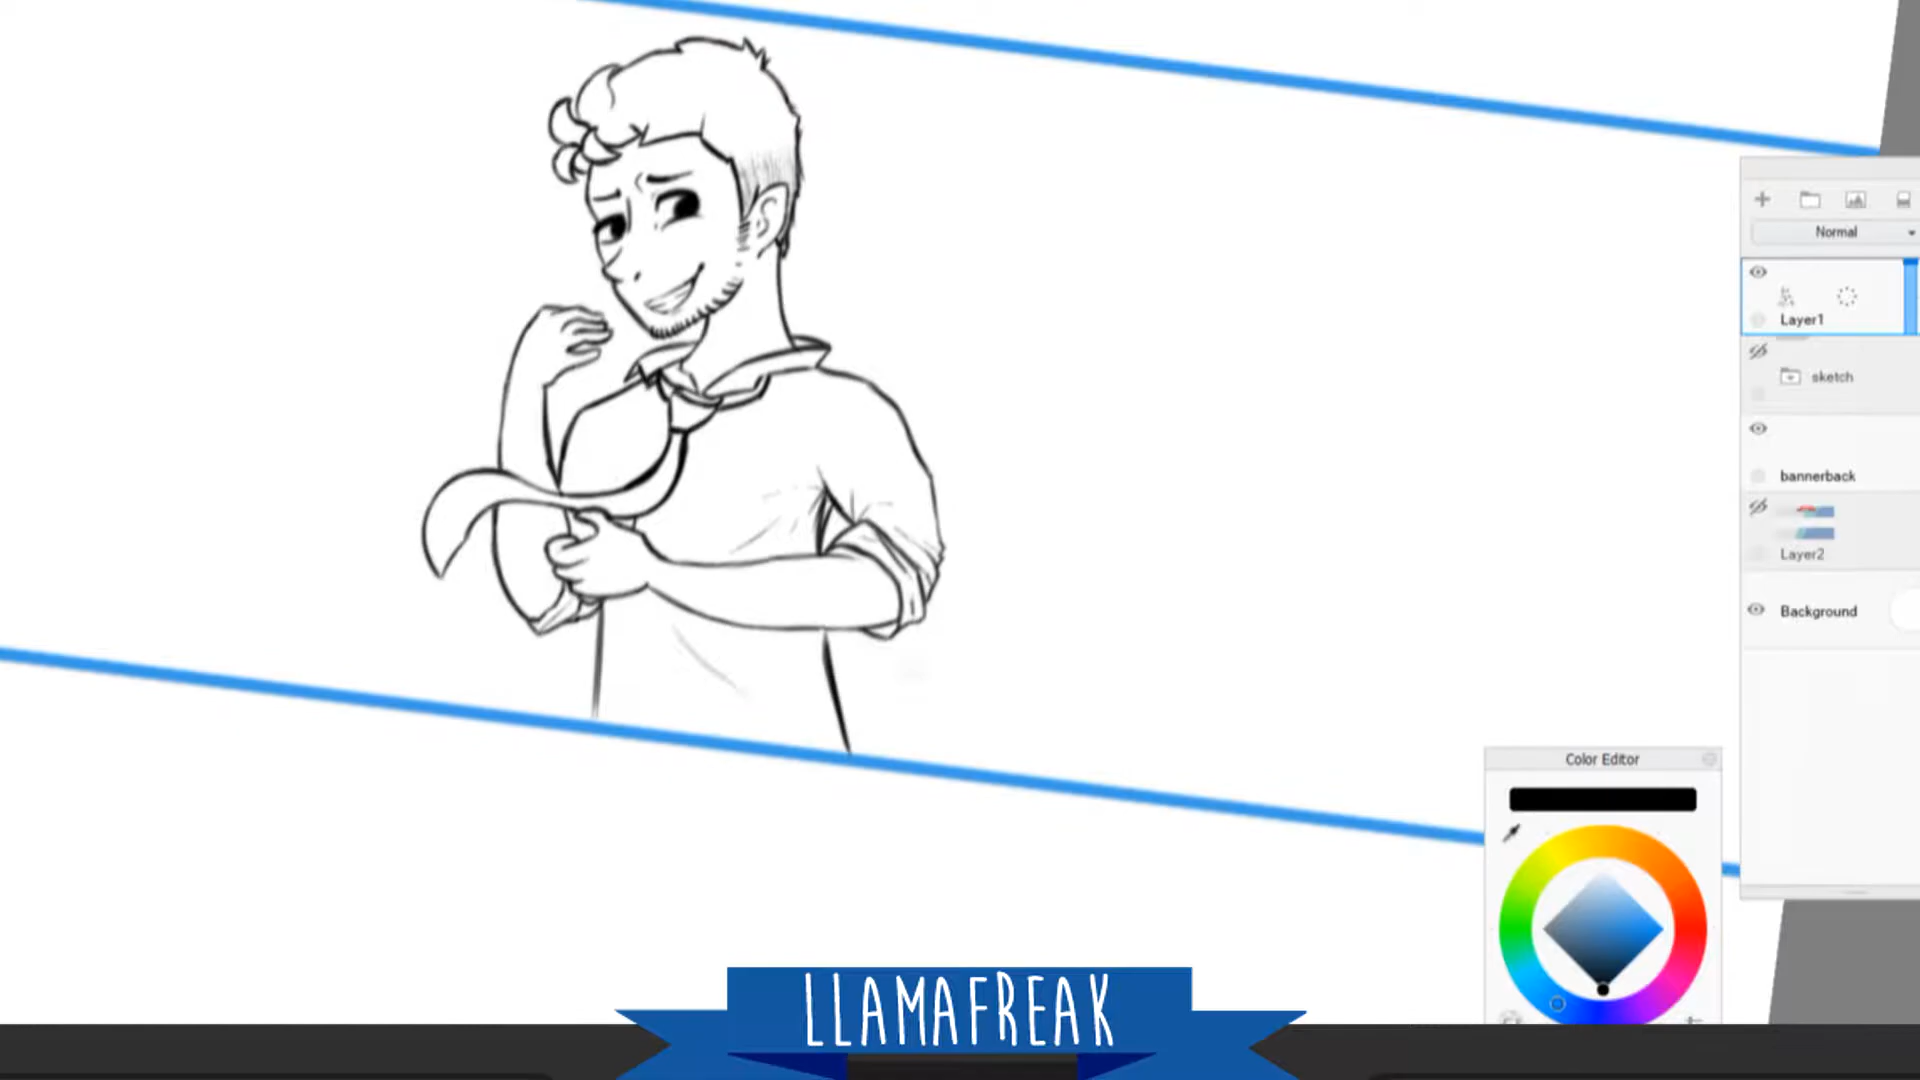 Normal
Layer1
sketch
bannerback
Layer2
Background
Color Editor
LLAMAFREAK